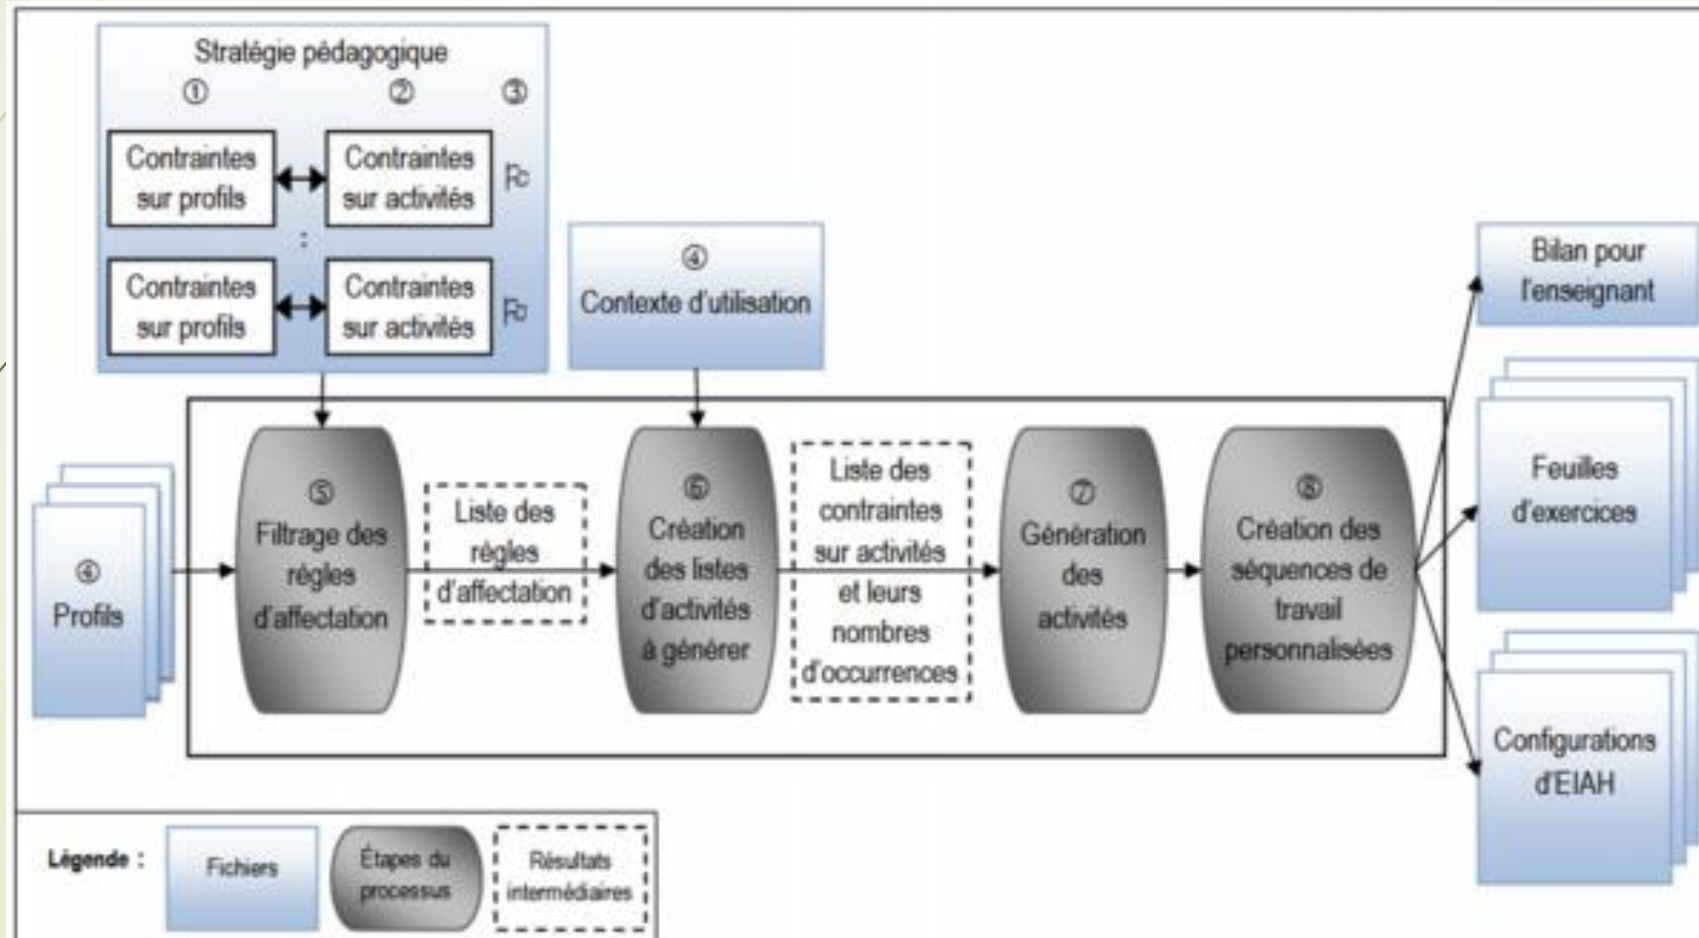 Stratégie pédagogique
① ② ③
Contraintes
sur profils
Contraintes
sur activités
:
Contraintes
sur profils
Contraintes
sur activités
④
Contexte d'utilisation
④
Profils
⑤
Filtrage des
règles
d'affectation
Liste des
règles
d'affectation
⑥
Création
des listes
d'activités
à générer
Liste des
contraintes
sur activités
et leurs
nombres
d'occurrences
⑦
Génération
des
activités
⑧
Création des
séquences de
travail
personnalisées
Bilan pour
l'enseignant
Feuilles
d'exercices
Configurations
d'EIAH
Légende :
Fichiers
Étapes du
processus
Résultats
intermédiaires